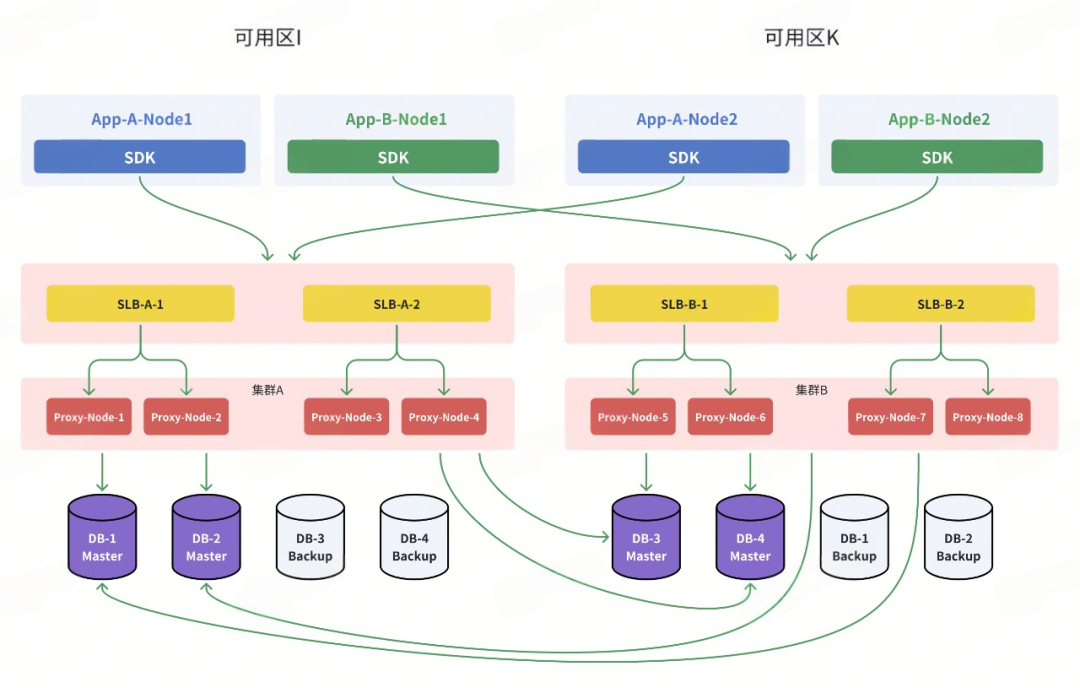 可用区I
可用区K
App-A-Node1
SDK
App-B-Node1
SDK
App-A-Node2
SDK
App-B-Node2
SDK
SLB-A-1
SLB-A-2
SLB-B-1
SLB-B-2
集群A
Proxy-Node-1
Proxy-Node-2
Proxy-Node-3
Proxy-Node-4
集群B
Proxy-Node-5
Proxy-Node-6
Proxy-Node-7
Proxy-Node-8
DB-1
Master
DB-2
Master
DB-3
Backup
DB-4
Backup
DB-3
Master
DB-4
Master
DB-1
Backup
DB-2
Backup